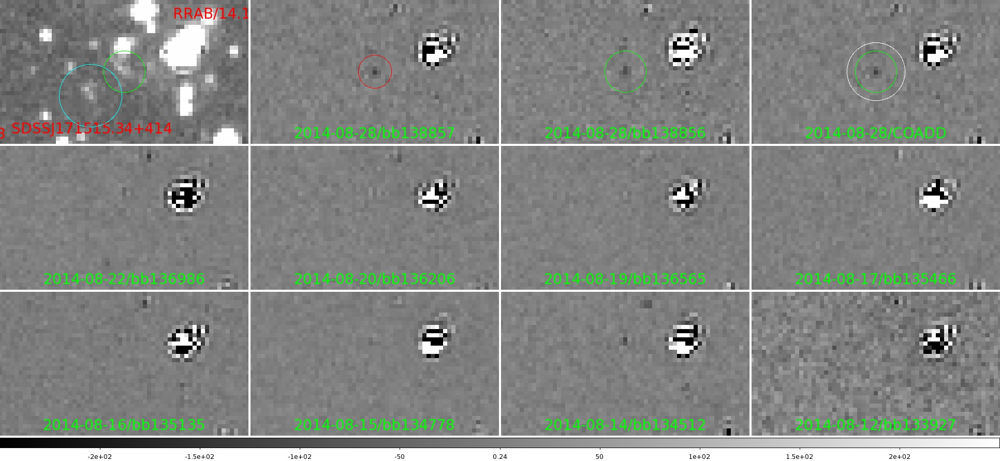 RRAB/14.1
8 SDSSJ171515.34+414
2014-08-28/bb138857
2014-08-28/bb138856
2014-08-28/COADD
2014-08-22/bb136986
2014-08-20/bb136206
2014-08-19/bb136565
2014-08-17/bb135466
2014-08-16/bb135135
2014-08-15/bb134778
2014-08-14/bb134512
2014-08-12/bb133927
-2e+02 -1.5e+02 -1e+02 -50 0.24 50 1e+02 1.5e+02 2e+02